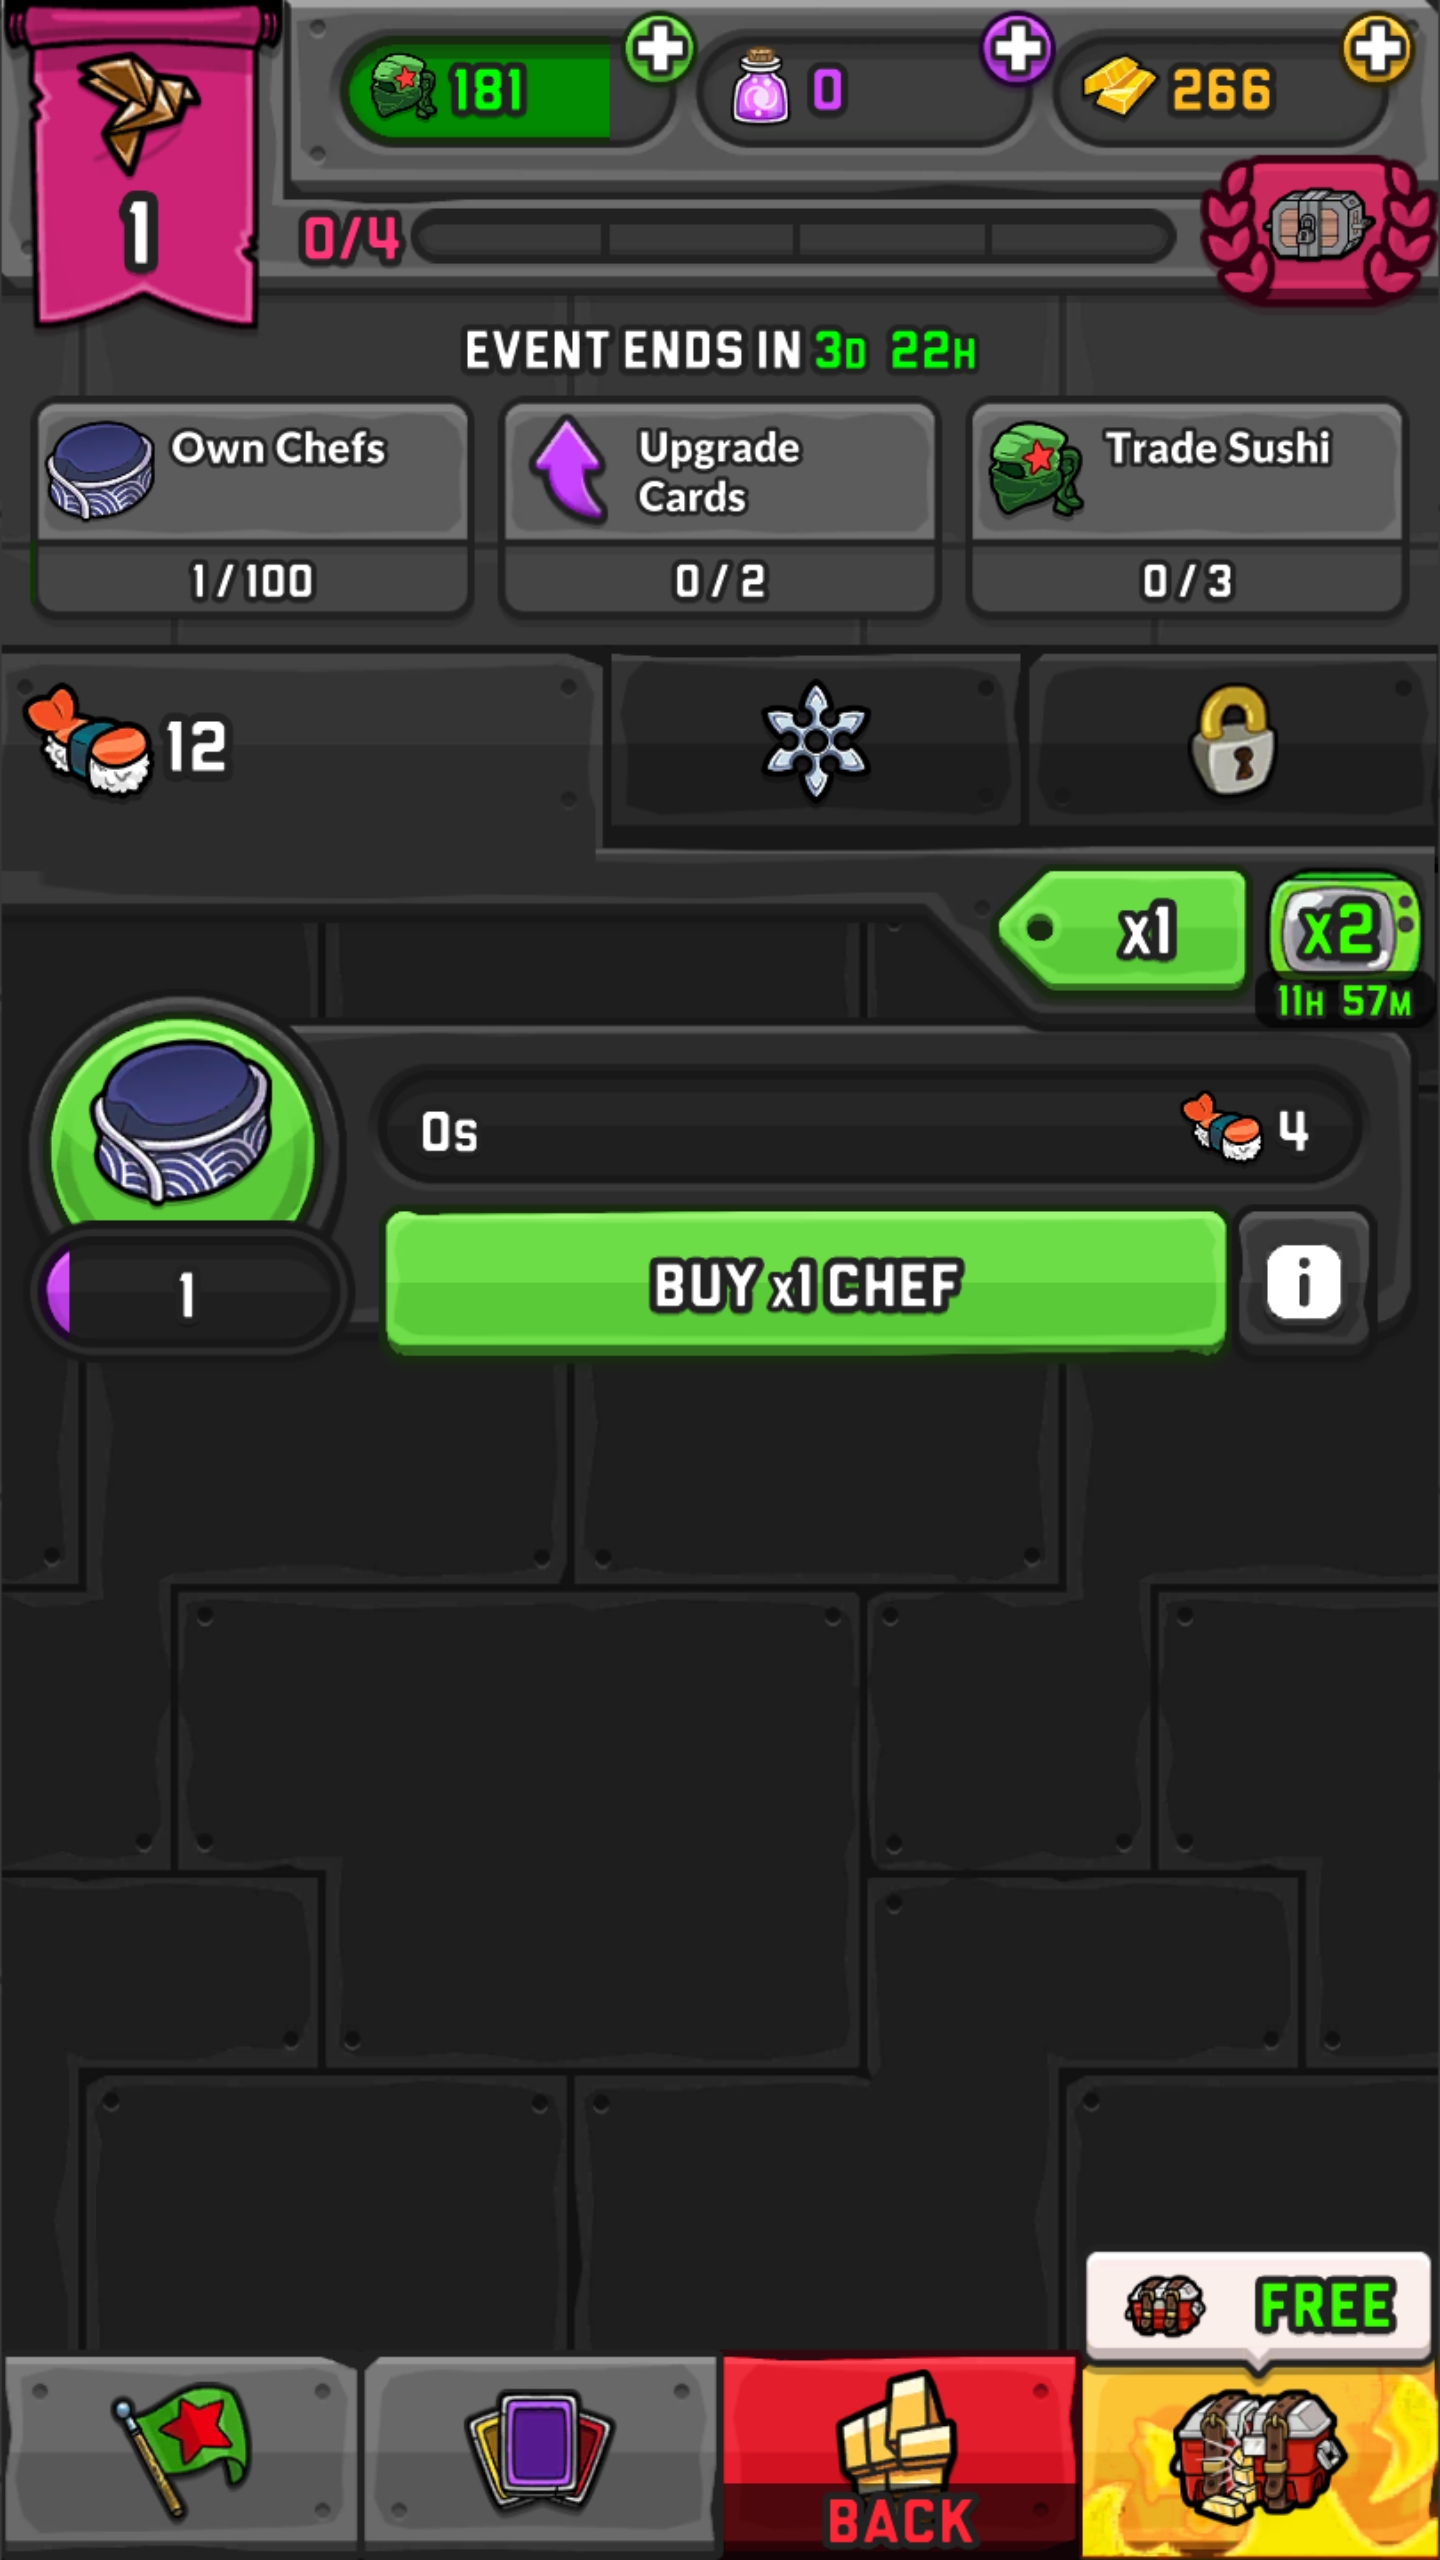 181
0
266
1
0/4
EVENT ENDS IN 3D 22H
Own Chefs
1/100
Upgrade
Cards
0/2
Trade Sushi
0/3
12
x1
x2
11H 57M
0s
4
1
BUY x1 CHEF
i
FREE
BACK